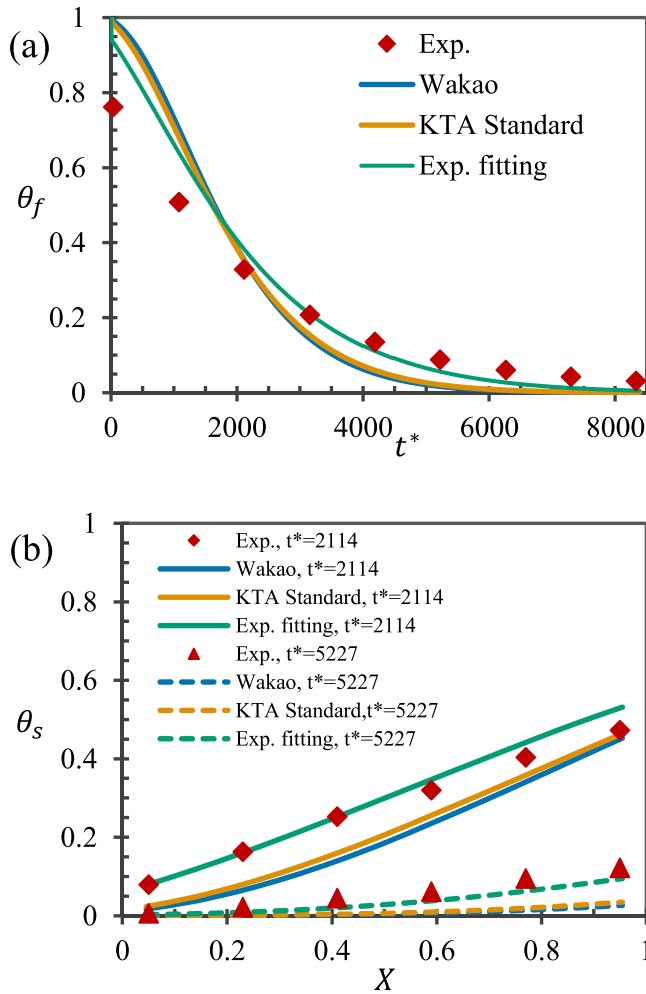 (a)
1
0.8
0.6
0.4
0.2
0
θf
Exp.
Wakao
KTA Standard
Exp. fitting
0 2000 4000 6000 8000
t*
(b)
1
0.8
0.6
0.4
0.2
0
θs
Exp., t*=2114
Wakao, t*=2114
KTA Standard, t*=2114
Exp. fitting, t*=2114
Exp., t*=5227
Wakao, t*=5227
KTA Standard,t*=5227
Exp. fitting, t*=5227
0 0.2 0.4 0.6 0.8 1
X